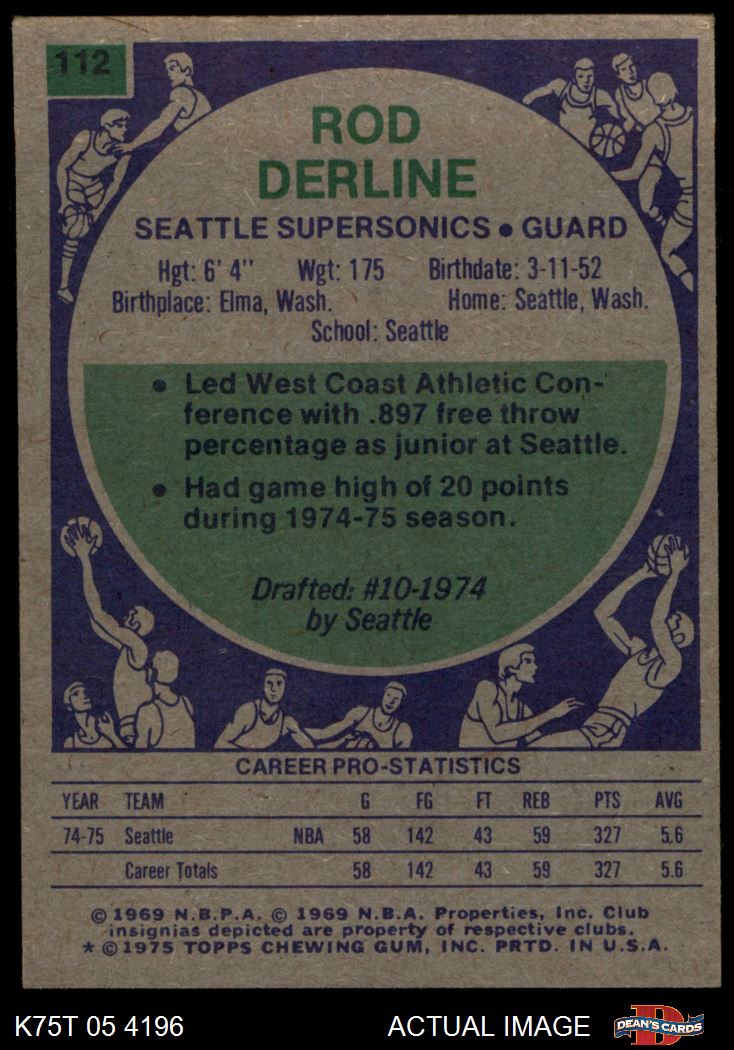 112
ROD
DERLINE
SEATTLE SUPERSONICS • GUARD
Hgt: 6' 4" Wgt: 175 Birthdate: 3-11-52
Birthplace: Elma, Wash. Home: Seattle, Wash.
School: Seattle
• Led West Coast Athletic Con-
ference with .897 free throw
percentage as junior at Seattle.
• Had game high of 20 points
during 1974-75 season.
Drafted: #10-1974
by Seattle
CAREER PRO-STATISTICS
YEAR TEAM G FG FT REB PTS AVG
74-75 Seattle NBA 58 142 43 59 327 5.6
Career Totals 58 142 43 59 327 5.6
© 1969 N.B.P.A. © 1969 N.B.A. Properties, Inc. Club
insignias depicted are property of respective clubs.
* © 1975 TOPPS CHEWING GUM, INC. PRTD. IN U.S.A.
K75T 05 4196 ACTUAL IMAGE DEAN'S CARDS